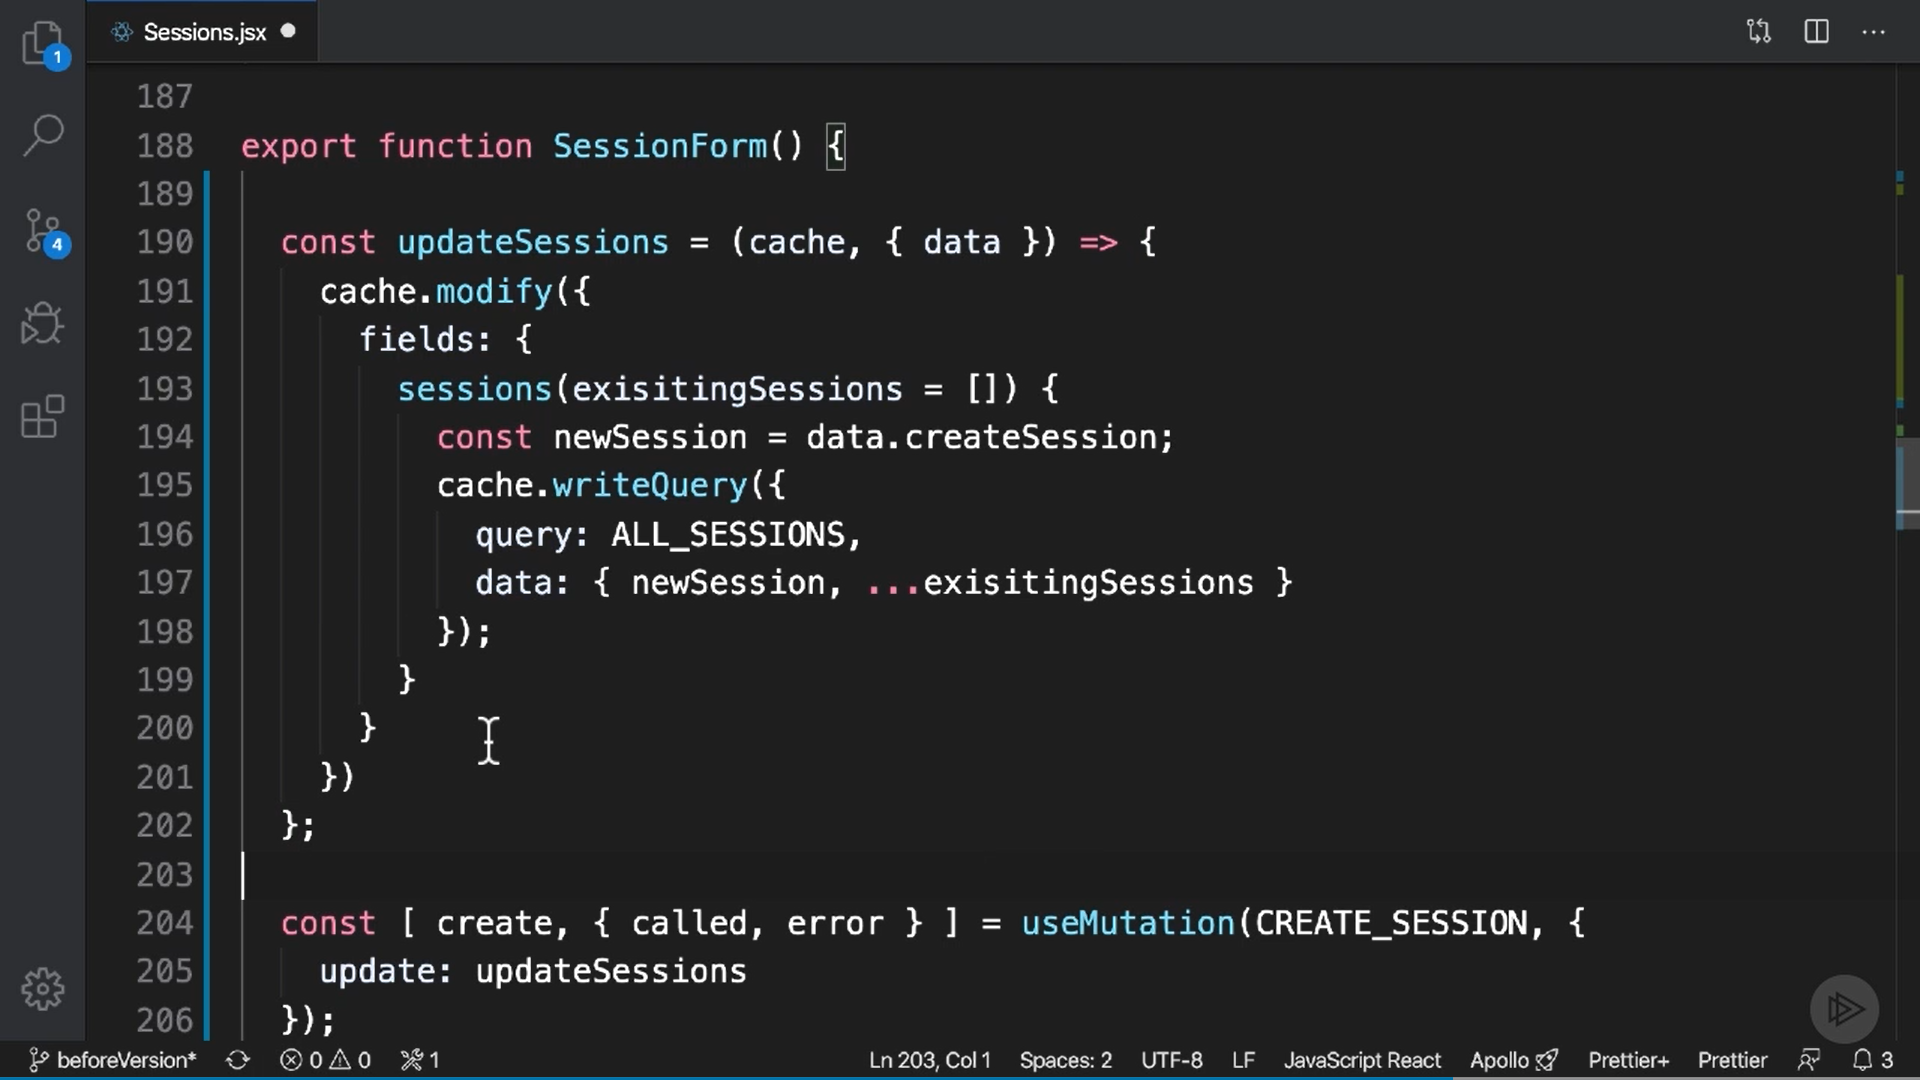 1
Sessions.jsx
4
187
188 export function SessionForm() {
189
190 const updateSessions = (cache, { data }) => {
191 cache.modify({
192 fields: {
193 sessions(exisitingSessions = []) {
194 const newSession = data.createSession;
195 cache.writeQuery({
196 query: ALL_SESSIONS,
197 data: { newSession, ...exisitingSessions }
198 });
199 }
200 }
201 })
202 };
203
204 const [ create, { called, error } ] = useMutation(CREATE_SESSION, {
205 update: updateSessions
206 });
beforeVersion* 0 0 1 Ln 203, Col 1 Spaces: 2 UTF-8 LF JavaScript React Apollo Prettier+ Prettier 3